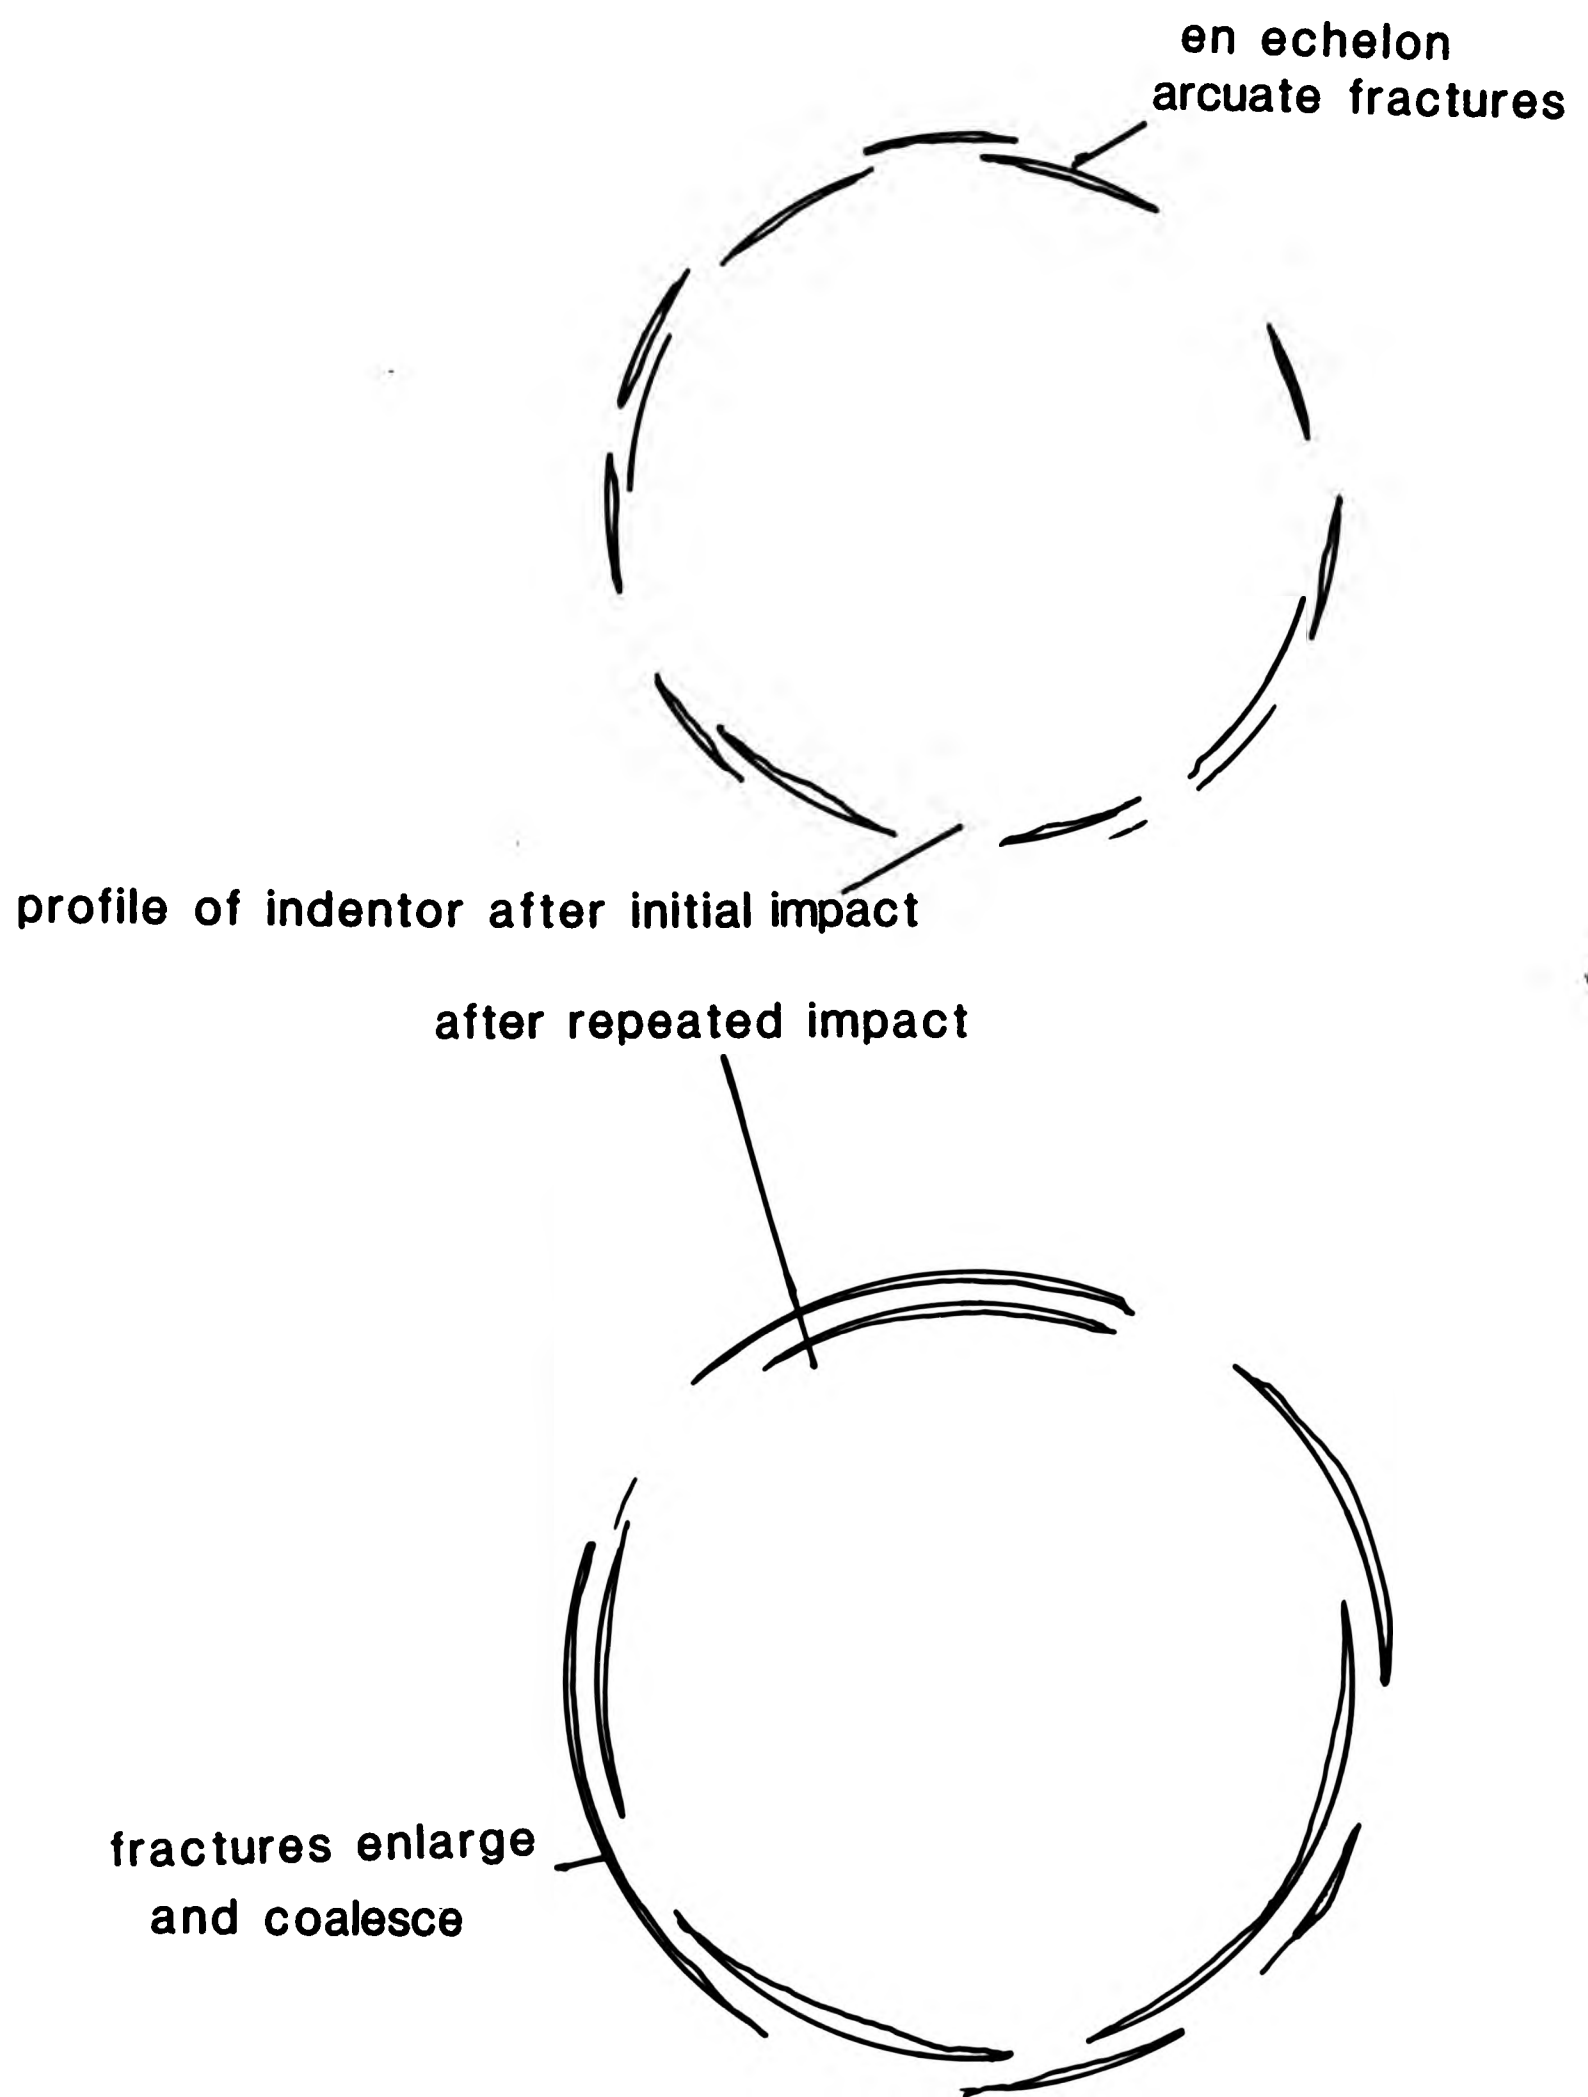 en echelon
arcuate fractures
profile of indentor after initial impact
after repeated impact
fractures enlarge
and coalesce